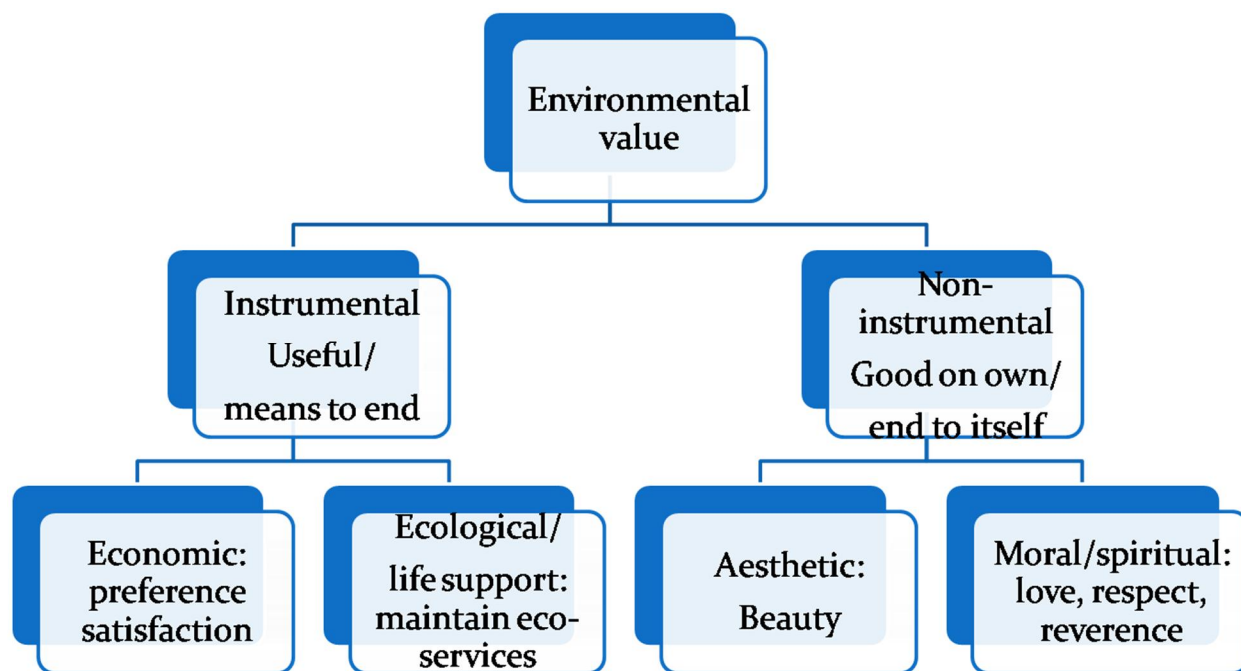 Environmental
value
Instrumental
Useful/
means to end
Non-
instrumental
Good on own/
end to itself
Economic:
preference
satisfaction
Ecological/
life support:
maintain eco-
services
Aesthetic:
Beauty
Moral/spiritual:
love, respect,
reverence